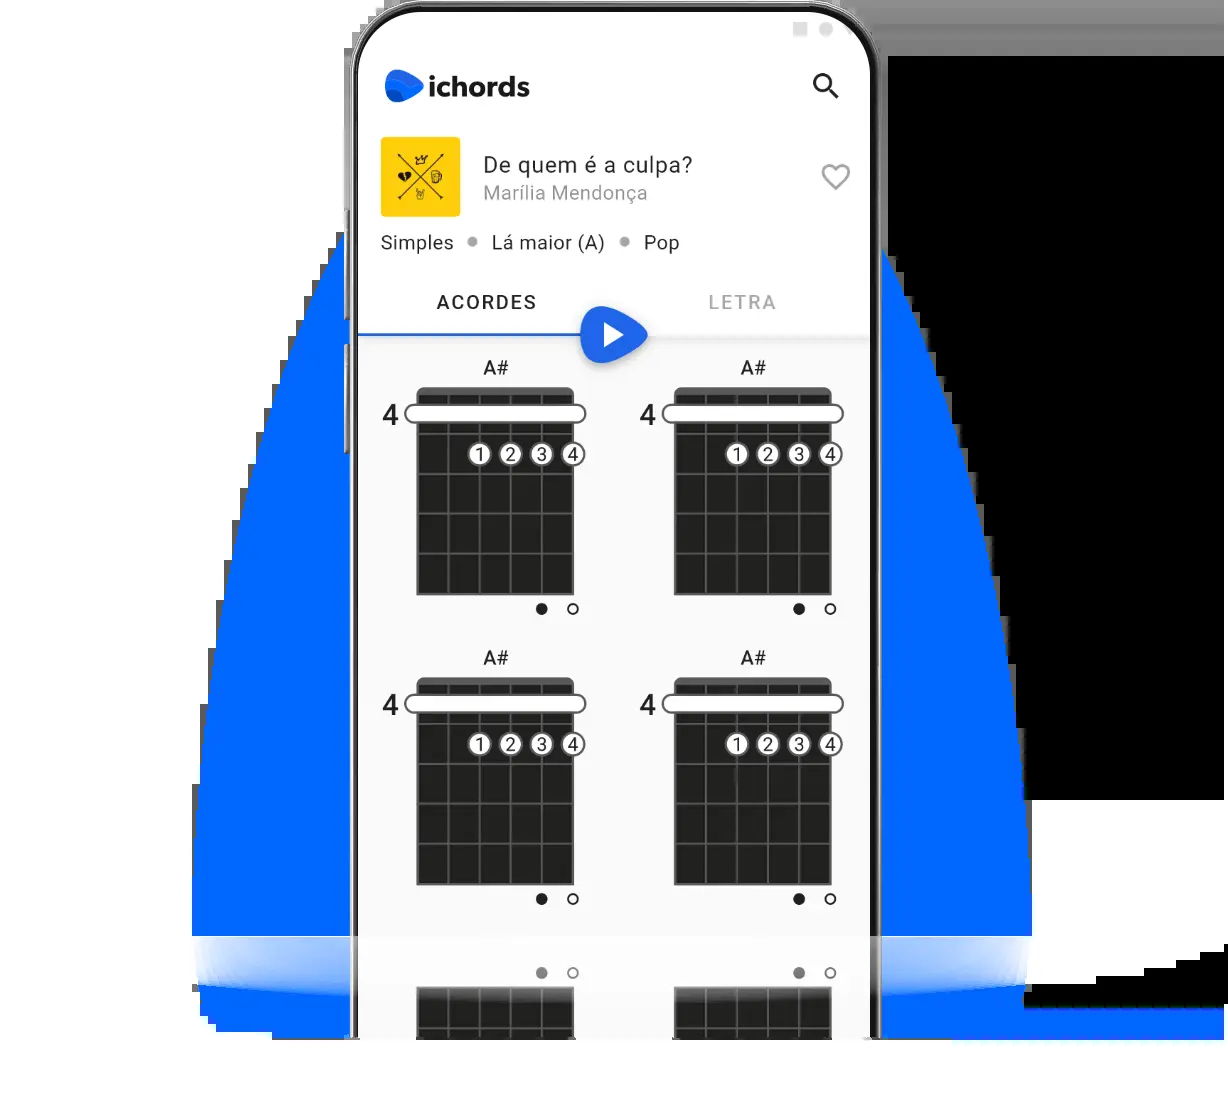 ichords
De quem é a culpa?
Marília Mendonça
Simples ● Lá maior (A) ● Pop
ACORDES LETRA
A# A#
4 4
1 2 3 4 1 2 3 4
A# A#
4 4
1 2 3 4 1 2 3 4